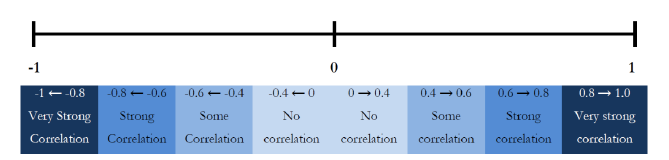 -1 0 1
-1 ← -0.8 -0.8 ← -0.6 -0.6 ← -0.4 -0.4 ← 0 0 → 0.4 0.4 → 0.6 0.6 → 0.8 0.8 → 1.0
Very Strong Strong Some No No Some Strong Very strong
Correlation Correlation Correlation correlation correlation correlation correlation correlation